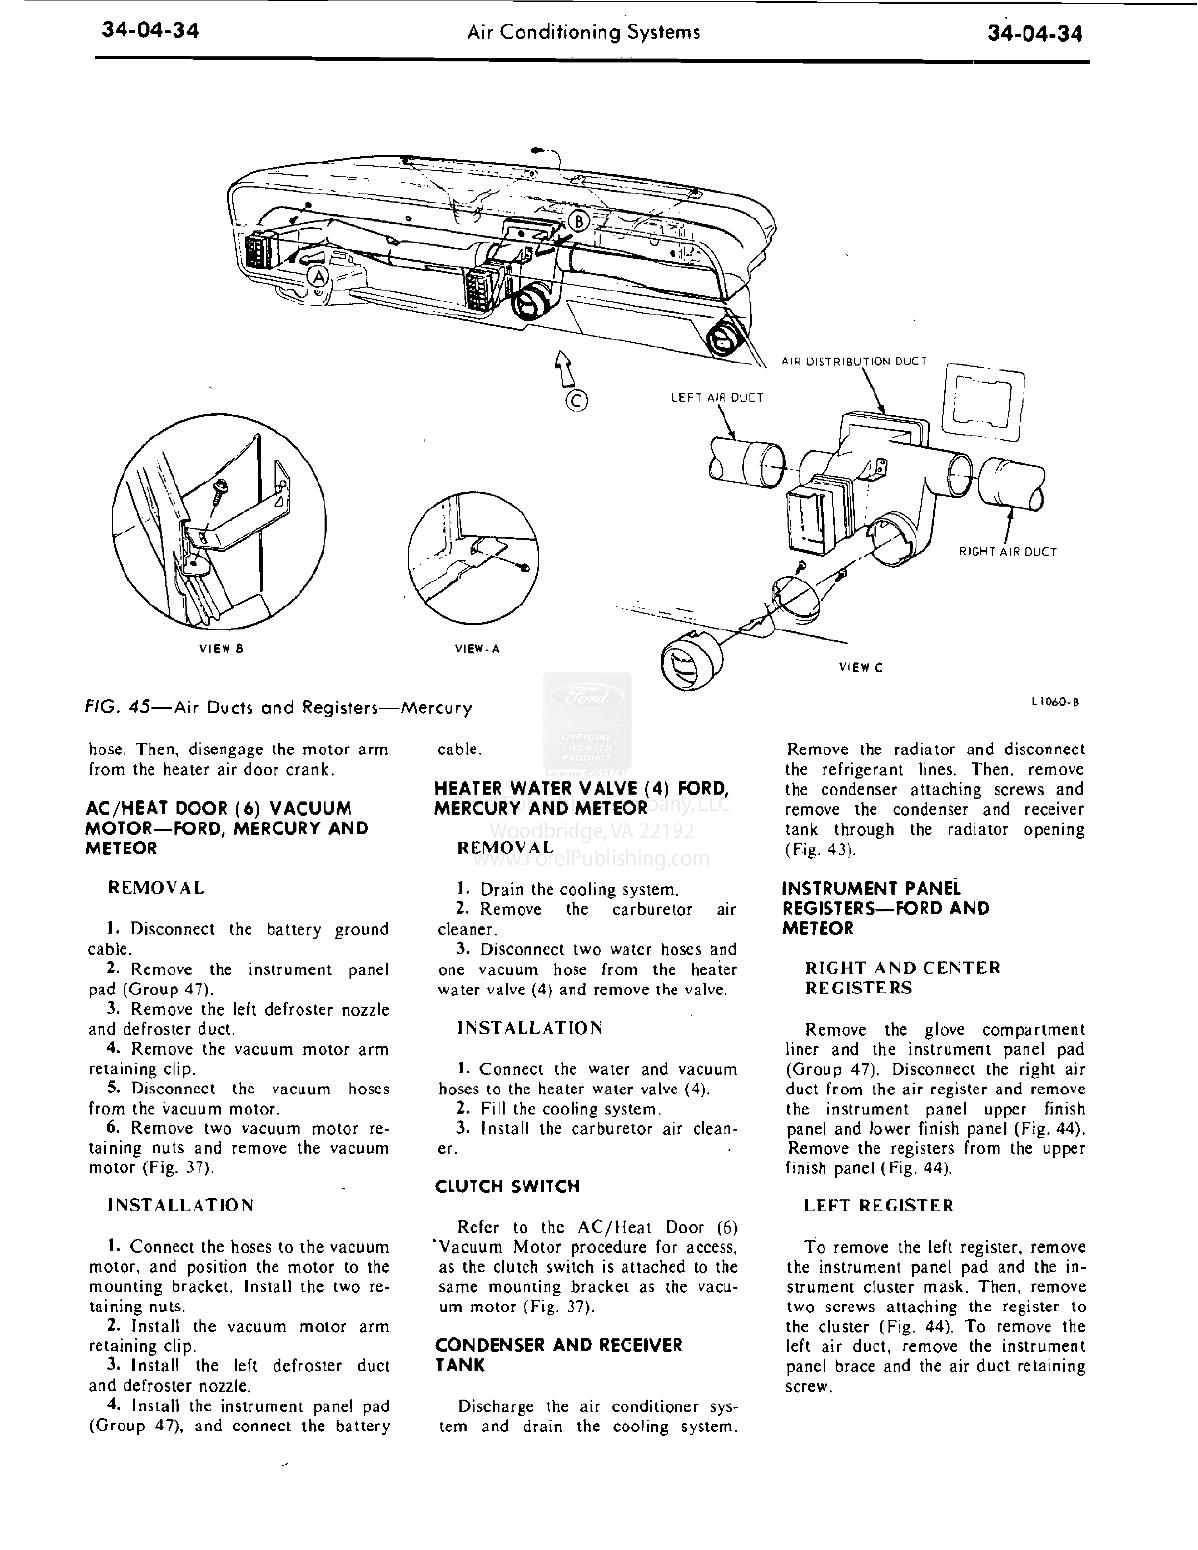 34-04-34
Air Conditioning Systems
34-04-34
B
A
C
AIR DISTRIBUTION DUCT
LEFT AIR DUCT
RIGHT AIR DUCT
VIEW B
VIEW-A
VIEW C
L1060-B
FIG. 45—Air Ducts and Registers—Mercury
Ford
OFFICIAL
LICENSED
PRODUCT
hose. Then, disengage the motor arm
from the heater air door crank.
AC/HEAT DOOR (6) VACUUM
MOTOR—FORD, MERCURY AND
METEOR
REMOVAL
1. Disconnect the battery ground
cable.
2. Remove the instrument panel
pad (Group 47).
3. Remove the left defroster nozzle
and defroster duct.
4. Remove the vacuum motor arm
retaining clip.
5. Disconnect the vacuum hoses
from the vacuum motor.
6. Remove two vacuum motor re-
taining nuts and remove the vacuum
motor (Fig. 37).
INSTALLATION
1. Connect the hoses to the vacuum
motor, and position the motor to the
mounting bracket. Install the two re-
taining nuts.
2. Install the vacuum motor arm
retaining clip.
3. Install the left defroster duct
and defroster nozzle.
4. Install the instrument panel pad
(Group 47), and connect the battery
cable.
HEATER WATER VALVE (4) FORD,
MERCURY AND METEOR
Company, LLC
Woodbridge, VA 22192
www.ForelPublishing.com
REMOVAL
1. Drain the cooling system.
2. Remove the carburetor air
cleaner.
3. Disconnect two water hoses and
one vacuum hose from the heater
water valve (4) and remove the valve.
INSTALLATION
1. Connect the water and vacuum
hoses to the heater water valve (4).
2. Fill the cooling system.
3. Install the carburetor air clean-
er.
CLUTCH SWITCH
Refer to the AC/Heat Door (6)
Vacuum Motor procedure for access,
as the clutch switch is attached to the
same mounting bracket as the vacu-
um motor (Fig. 37).
CONDENSER AND RECEIVER
TANK
Discharge the air conditioner sys-
tem and drain the cooling system.
Remove the radiator and disconnect
the refrigerant lines. Then, remove
the condenser attaching screws and
remove the condenser and receiver
tank through the radiator opening
(Fig. 43).
INSTRUMENT PANEL
REGISTERS—FORD AND
METEOR
RIGHT AND CENTER
REGISTERS
Remove the glove compartment
liner and the instrument panel pad
(Group 47). Disconnect the right air
duct from the air register and remove
the instrument panel upper finish
panel and lower finish panel (Fig. 44).
Remove the registers from the upper
finish panel (Fig. 44).
LEFT REGISTER
To remove the left register, remove
the instrument panel pad and the in-
strument cluster mask. Then, remove
two screws attaching the register to
the cluster (Fig. 44). To remove the
left air duct, remove the instrument
panel brace and the air duct retaining
screw.